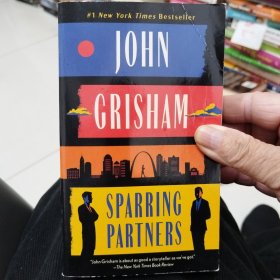 #1 New York Times Bestseller
JOHN
GRISHAM
SPARRING
PARTNERS
"John Grisham is about as good a storyteller as we've got."
—The New York Times Book Review